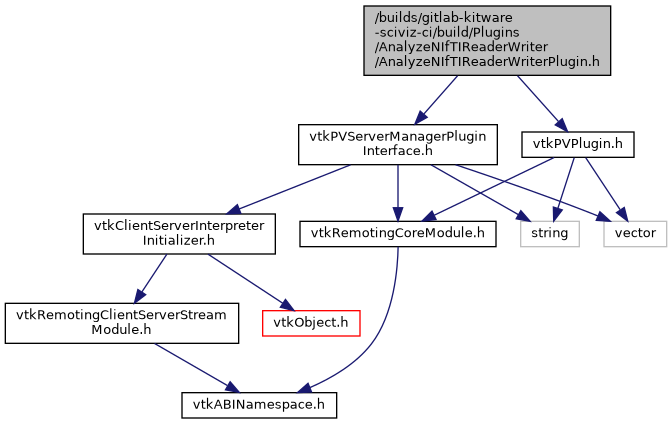 /builds/gitlab-kitware
-sciviz-ci/build/Plugins
/AnalyzeNIfTIReaderWriter
/AnalyzeNIfTIReaderWriterPlugin.h
vtkPVServerManagerPlugin
Interface.h
vtkPVPlugin.h
vtkClientServerInterpreter
Initializer.h
vtkRemotingCoreModule.h
string
vector
vtkRemotingClientServerStream
Module.h
vtkObject.h
vtkABINamespace.h